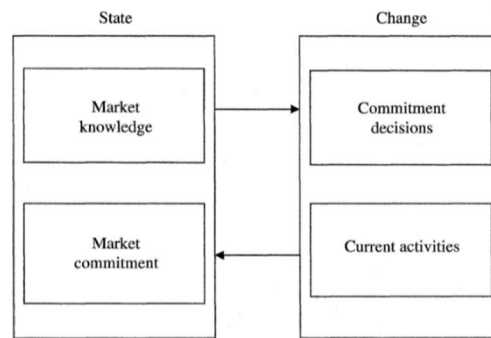 State
Change
Market
knowledge
Commitment
decisions
Market
commitment
Current activities